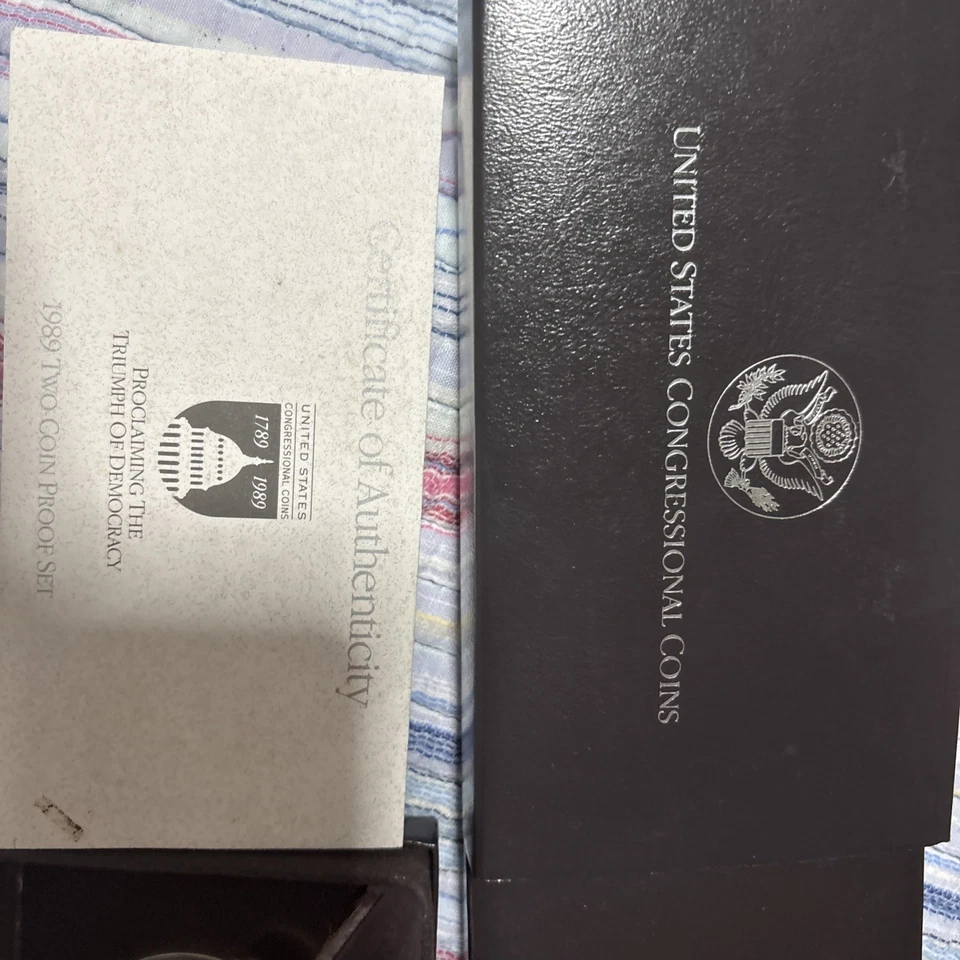 Certificate of Authenticity
UNITED STATES
CONGRESSIONAL COINS
1789 1989
PROCLAIMING THE
TRIUMPH OF DEMOCRACY
1989 TWO COIN PROOF SET
UNITED STATES CONGRESSIONAL COINS